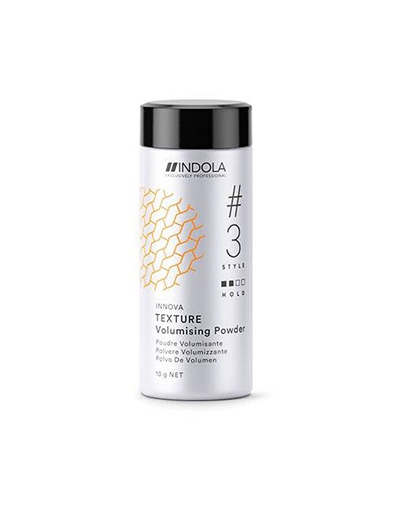 INDOLA
EXCLUSIVELY PROFESSIONAL
#
3
STYLE
HOLD
INNOVA
TEXTURE
Volumising Powder
Poudre Volumisante
Polvere Volumizzante
Polvo De Volumen
10 g NET